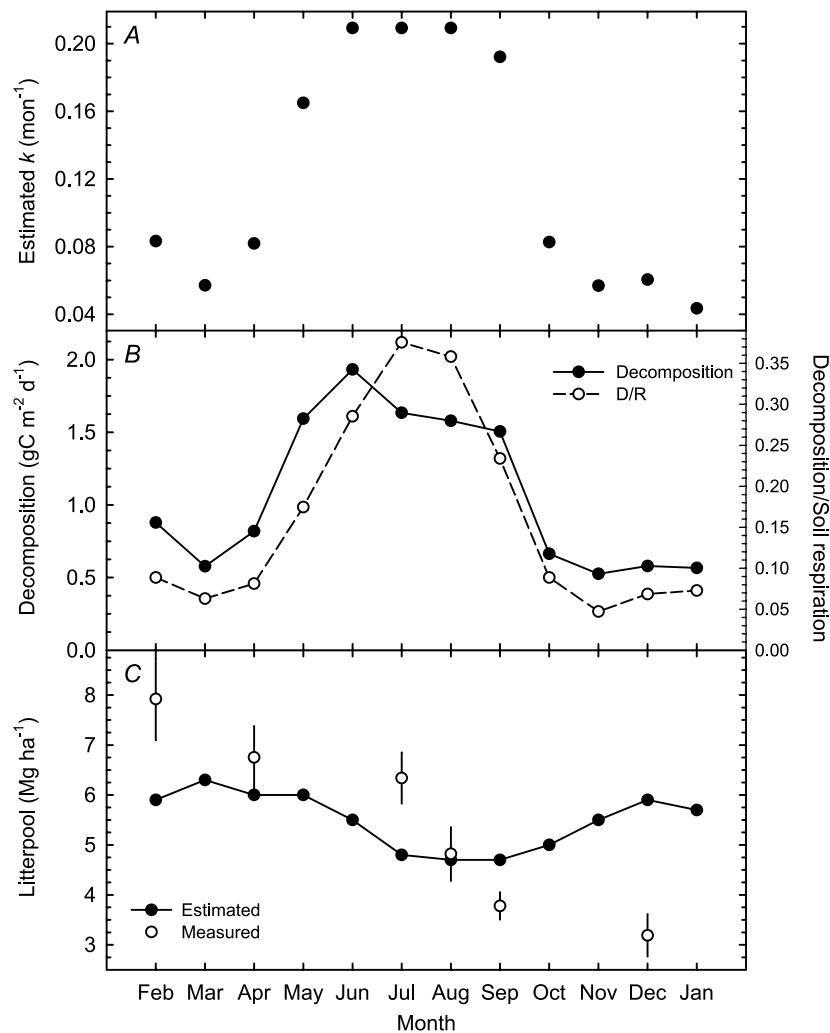 A
0.20
0.16
0.12
0.08
0.04
Estimated k (mon⁻¹)
B
2.0
1.5
1.0
0.5
0.0
Decomposition (gC m⁻² d⁻¹)
Decomposition
D/R
0.35
0.30
0.25
0.20
0.15
0.10
0.05
0.00
Decomposition/Soil respiration
C
8
7
6
5
4
3
Litterpool (Mg ha⁻¹)
Estimated
Measured
Feb Mar Apr May Jun Jul Aug Sep Oct Nov Dec Jan
Month